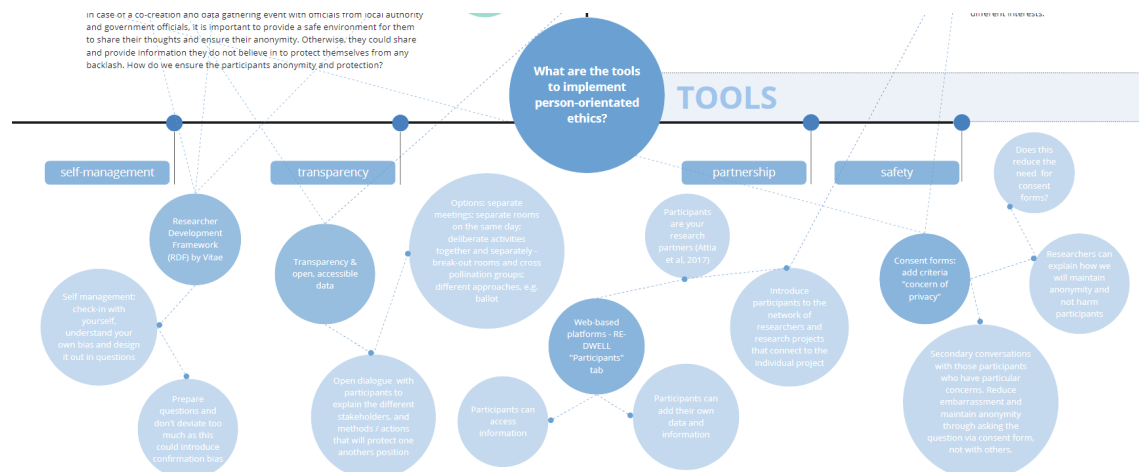 In case of a co-creation and data gathering event with officials from local authority
and government officials, it is important to provide a safe environment for them
to share their thoughts and ensure their anonymity. Otherwise, they could share
and provide information they do not believe in to protect themselves from any
backlash. How do we ensure the participants anonymity and protection?
different interests.
What are the tools
to implement
person-orientated
ethics?
TOOLS
self-management
transparency
partnership
safety
Researcher
Development
Framework
(RDF) by Vitae
Self management:
check-in with
yourself,
understand your
own bias and design
it out in questions
Prepare
questions and
don't deviate too
much as this
could introduce
confirmation bias
Transparency &
open, accessible
data
Options: separate
meetings: separate rooms
on the same day:
deliberate activities
together and separately -
break-out rooms and cross
pollination groups:
different approaches, e.g.
ballot
Open dialogue with
participants to
explain the different
stakeholders, and
methods / actions
that will protect one
anothers position
Participants
are your
research
partners (Attia
et al, 2017)
Web-based
platforms - RE-
DWELL
"Participants"
tab
Participants can
access
information
Participants can
add their own
data and
information
Introduce
participants to the
network of
researchers and
research projects
that connect to the
individual project
Does this
reduce the
need for
consent
forms?
Consent forms:
add criteria
"concern of
privacy"
Researchers can
explain how we
will maintain
anonymity and
not harm
participants
Secondary conversations
with those participants
who have particular
concerns. Reduce
embarrassment and
maintain anonymity
through asking the
question via consent form,
not with others,